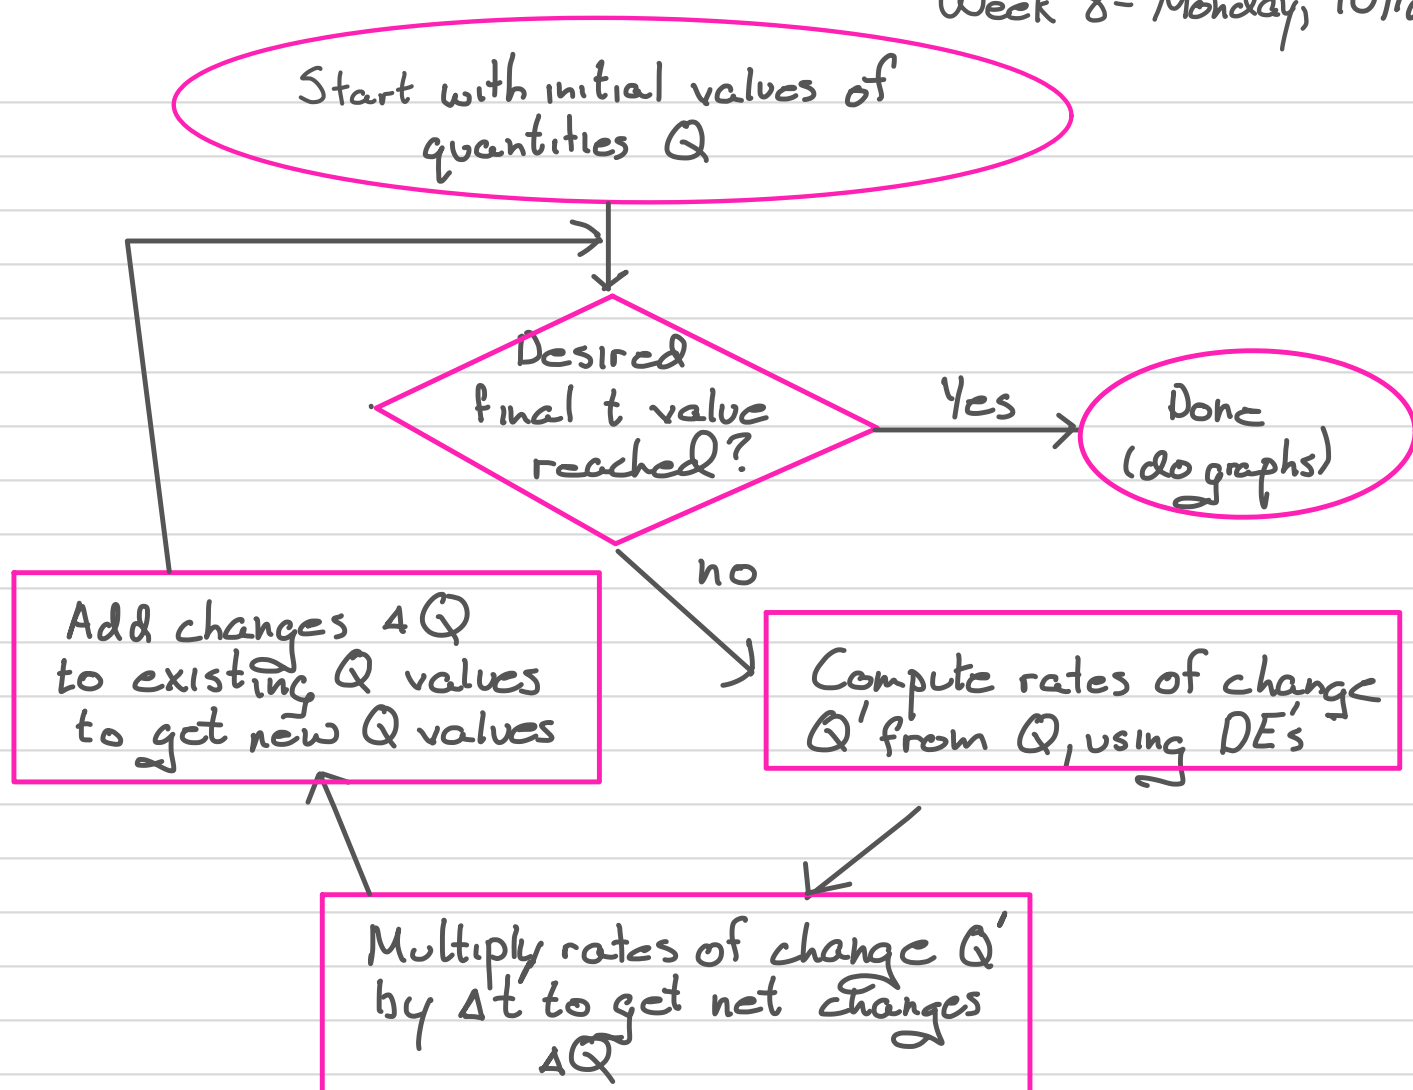 Week 8- Monday,
Start with initial values of
quantities Q
Desired
final t value
reached?
Yes
Done
(do graphs)
no
Add changes ΔQ
to existing Q values
to get new Q values
Compute rates of change
Q' from Q, using DE's
Multiply rates of change Q'
by Δt to get net changes
ΔQ